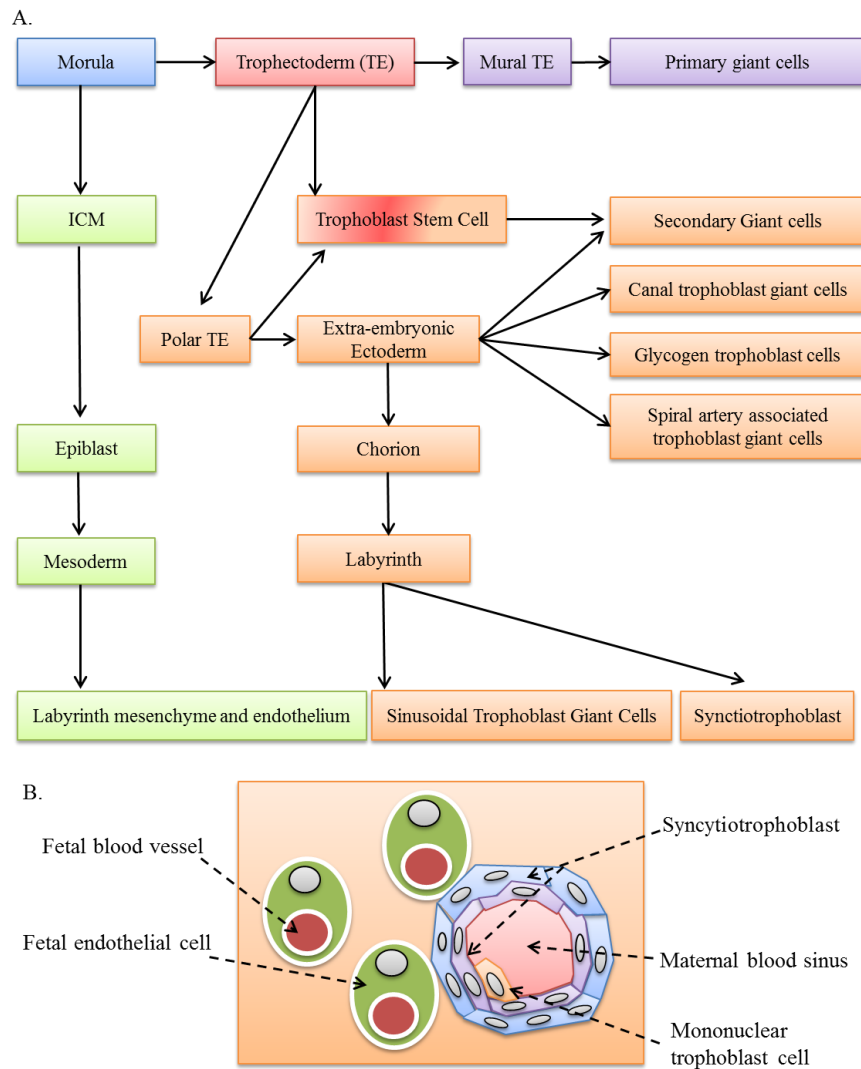 A.
Morula
Trophectoderm (TE)
Mural TE
Primary giant cells
ICM
Trophoblast Stem Cell
Secondary Giant cells
Canal trophoblast giant cells
Polar TE
Extra-embryonic
Ectoderm
Glycogen trophoblast cells
Spiral artery associated
trophoblast giant cells
Epiblast
Chorion
Mesoderm
Labyrinth
Labyrinth mesenchyme and endothelium
Sinusoidal Trophoblast Giant Cells
Synctiotrophoblast
B.
Fetal blood vessel
Fetal endothelial cell
Syncytiotrophoblast
Maternal blood sinus
Mononuclear
trophoblast cell